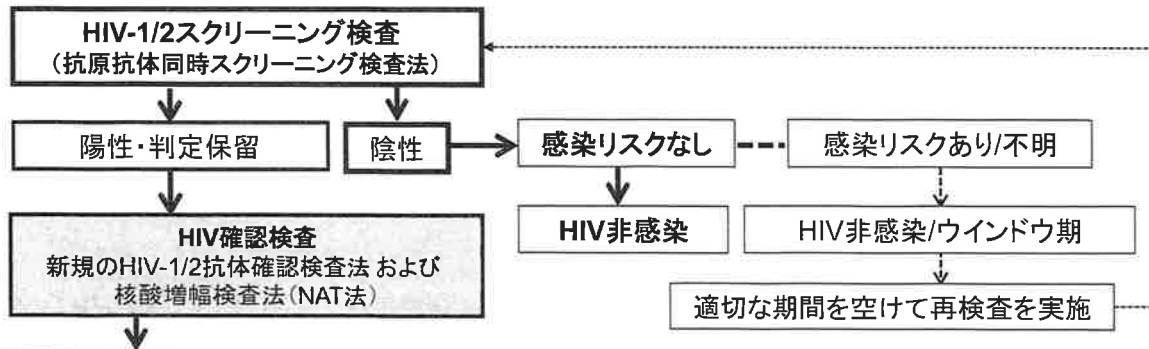 HIV-1/2スクリーニング検査
（抗原抗体同時スクリーニング検査法）
陽性・判定保留
陰性
感染リスクなし
感染リスクあり/不明
HIV非感染
HIV非感染/ウインドウ期
HIV確認検査
新規のHIV-1/2抗体確認検査法 および
核酸増幅検査法（NAT法）
適切な期間を空けて再検査を実施